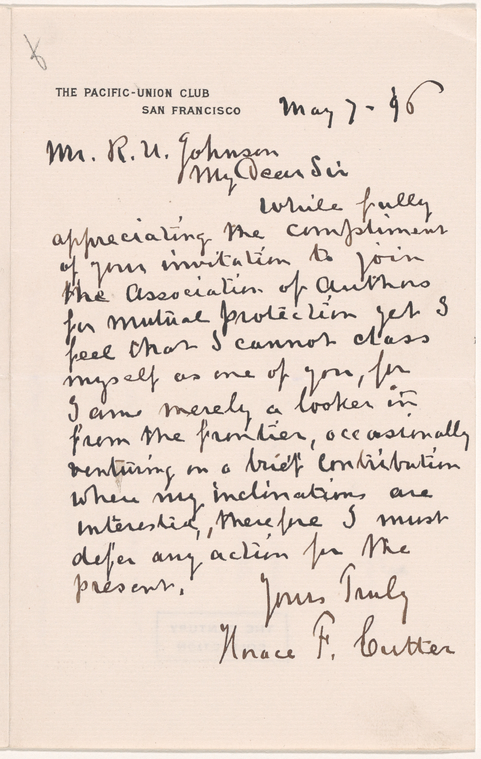 THE PACIFIC-UNION CLUB
SAN FRANCISCO
May 7 - 96
Mr. R. U. Johnson
My Dear Sir
While fully
appreciating the compliment
of your invitation to join
the Association of Authors
for mutual protection yet I
feel that I cannot class
myself as one of you, for
I am merely a looker in
from the frontier, occasionally
venturing on a brief contribution
when my inclinations are
interested, therefore I must
defer any action for the
present.
Yours Truly
Horace F. Cutter